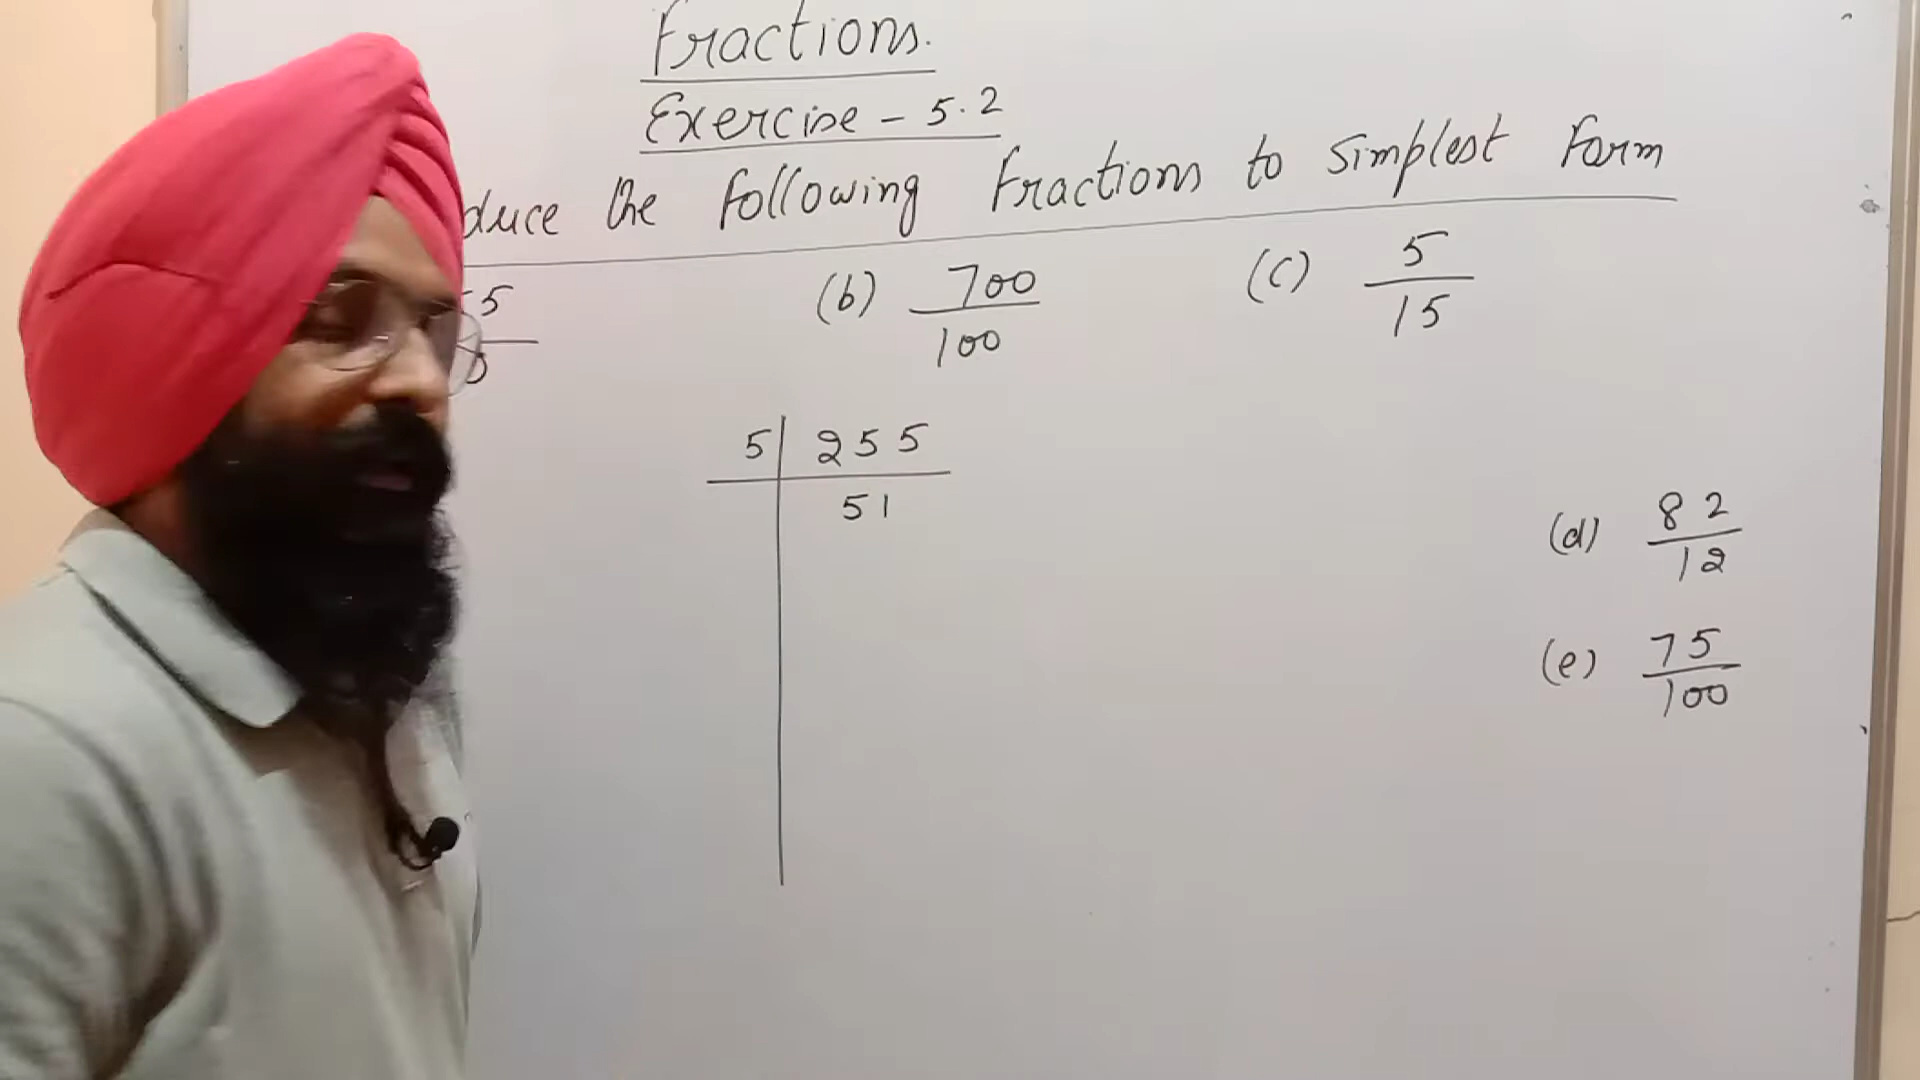 Fractions.
Exercise - 5.2
duce the following Fractions to simplest form
55
(b) 700
100
(c) 5
15
5 | 255
51
(d) 82
12
(e) 75
100